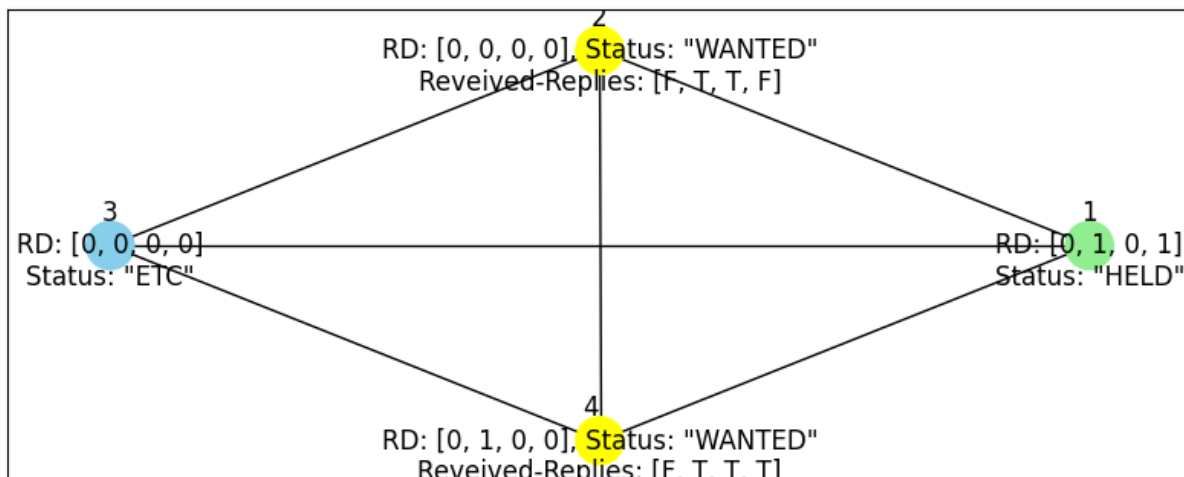 2
RD: [0, 0, 0, 0], Status: "WANTED"
Reveived-Replies: [F, T, T, F]
3
RD: [0, 0, 0, 0]
Status: "ETC"
1
RD: [0, 1, 0, 1]
Status: "HELD"
4
RD: [0, 1, 0, 0], Status: "WANTED"
Reveived-Replies: [F, T, T, T]